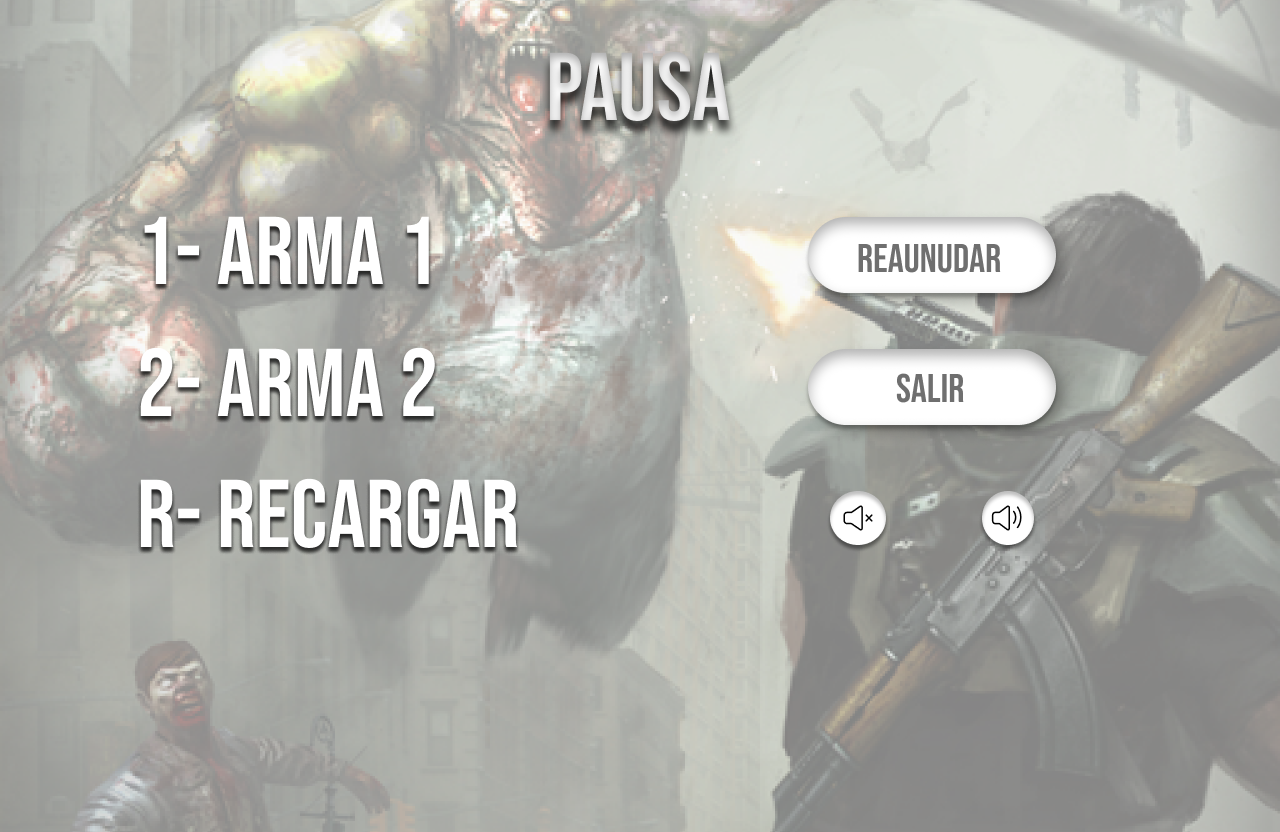 PAUSA
1- ARMA 1
2- ARMA 2
R- RECARGAR
REAUNUDAR
SALIR